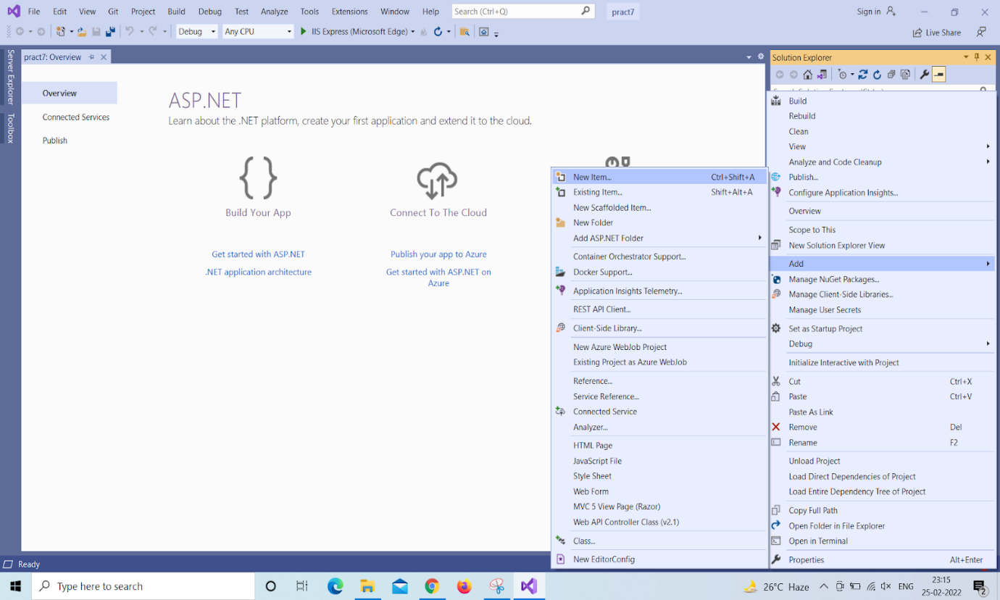 File Edit View Git Project Build Debug Test Analyze Tools Extensions Window Help Search (Ctrl+Q) pract7 Sign in
Debug Any CPU IIS Express (Microsoft Edge) Live Share
Server Explorer
Toolbox
pract7: Overview
Overview
Connected Services
Publish
ASP.NET
Learn about the .NET platform, create your first application and extend it to the cloud.
Build Your App
Connect To The Cloud
Get started with ASP.NET
.NET application architecture
Publish your app to Azure
Get started with ASP.NET on
Azure
New Item... Ctrl+Shift+A
Existing Item... Shift+Alt+A
New Scaffolded Item...
New Folder
Add ASP.NET Folder
Container Orchestrator Support...
Docker Support...
Application Insights Telemetry...
REST API Client...
Client-Side Library...
New Azure WebJob Project
Existing Project as Azure WebJob
Reference...
Service Reference...
Connected Service
Analyzer...
HTML Page
JavaScript File
Style Sheet
Web Form
MVC 5 View Page (Razor)
Web API Controller Class (v2.1)
Class...
New EditorConfig
Solution Explorer
Build
Rebuild
Clean
View
Analyze and Code Cleanup
Publish...
Configure Application Insights...
Overview
Scope to This
New Solution Explorer View
Add
Manage NuGet Packages...
Manage Client-Side Libraries...
Manage User Secrets
Set as Startup Project
Debug
Initialize Interactive with Project
Cut Ctrl+X
Paste Ctrl+V
Paste As Link
Remove Del
Rename F2
Unload Project
Load Direct Dependencies of Project
Load Entire Dependency Tree of Project
Copy Full Path
Open Folder in File Explorer
Open in Terminal
Properties Alt+Enter
Ready
Type here to search
26°C Haze
ENG
23:15
25-02-2022
2